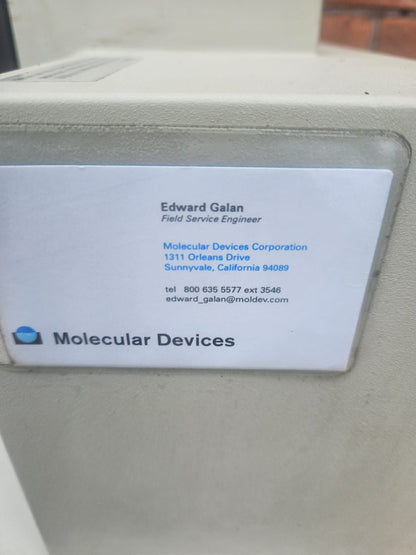 Edward Galan
Field Service Engineer
Molecular Devices Corporation
1311 Orleans Drive
Sunnyvale, California 94089
tel 800 635 5577 ext 3546
edward_galan@moldev.com
Molecular Devices